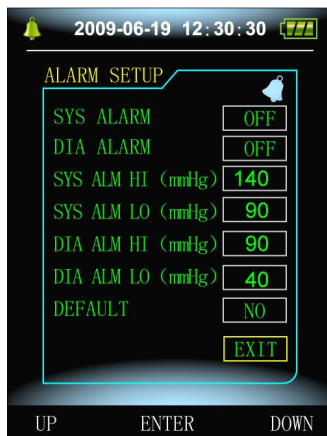 2009-06-19 12:30:30
ALARM SETUP
SYS ALARM OFF
DIA ALARM OFF
SYS ALM HI (mmHg) 140
SYS ALM LO (mmHg) 90
DIA ALM HI (mmHg) 90
DIA ALM LO (mmHg) 40
DEFAULT NO
EXIT
UP ENTER DOWN